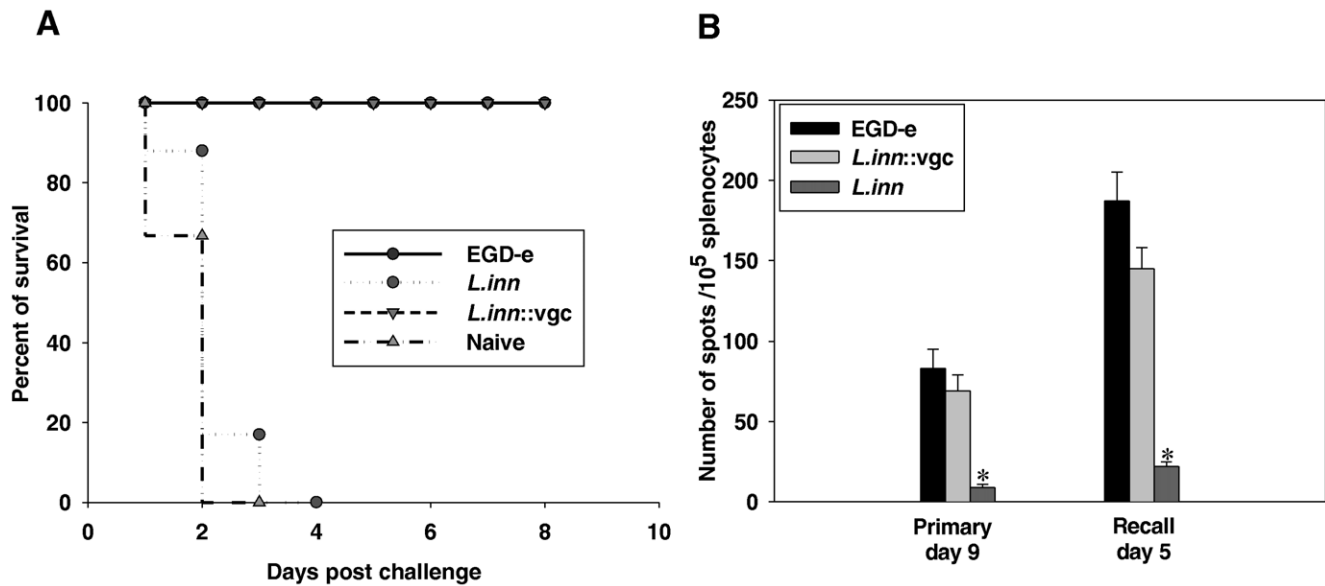 A
Percent of survival
100
80
60
40
20
0
0 2 4 6 8 10
Days post challenge
EGD-e
L.inn
L.inn::vgc
Naive
B
Number of spots /10⁵ splenocytes
250
200
150
100
50
0
EGD-e
L.inn::vgc
L.inn
*
*
Primary
day 9
Recall
day 5